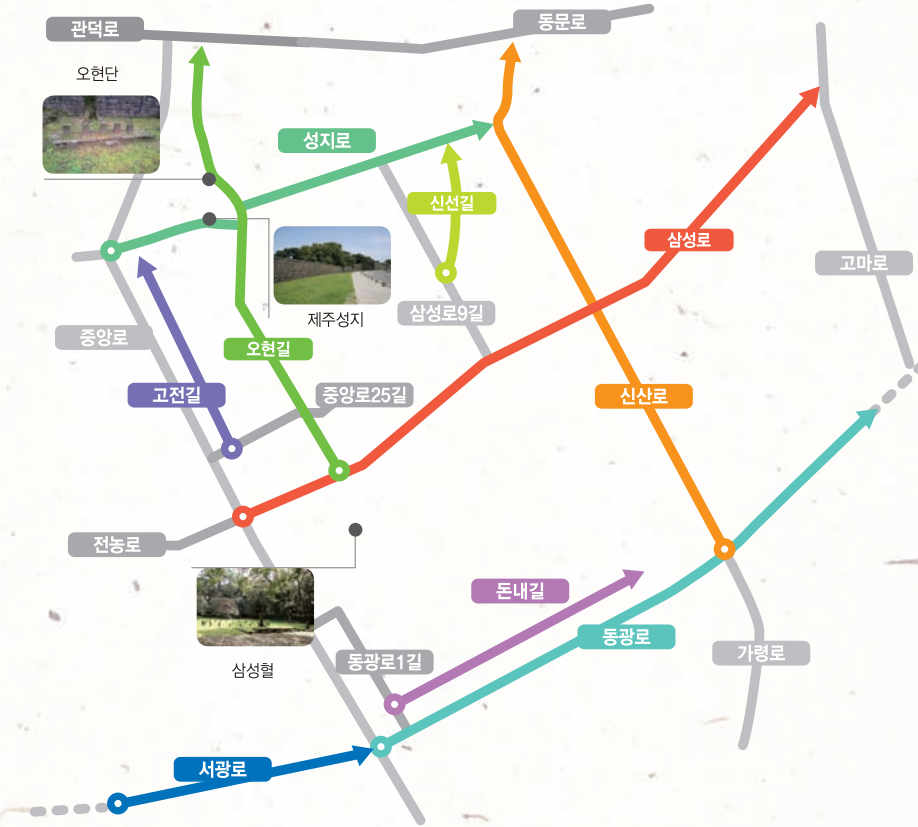 관덕로
동문로
오현단
성지로
신선길
삼성로
고마로
제주성지
삼성로9길
중앙로
오현길
고전길
중앙로25길
신산로
전농로
돈내길
동광로
가령로
동광로1길
삼성혈
서광로